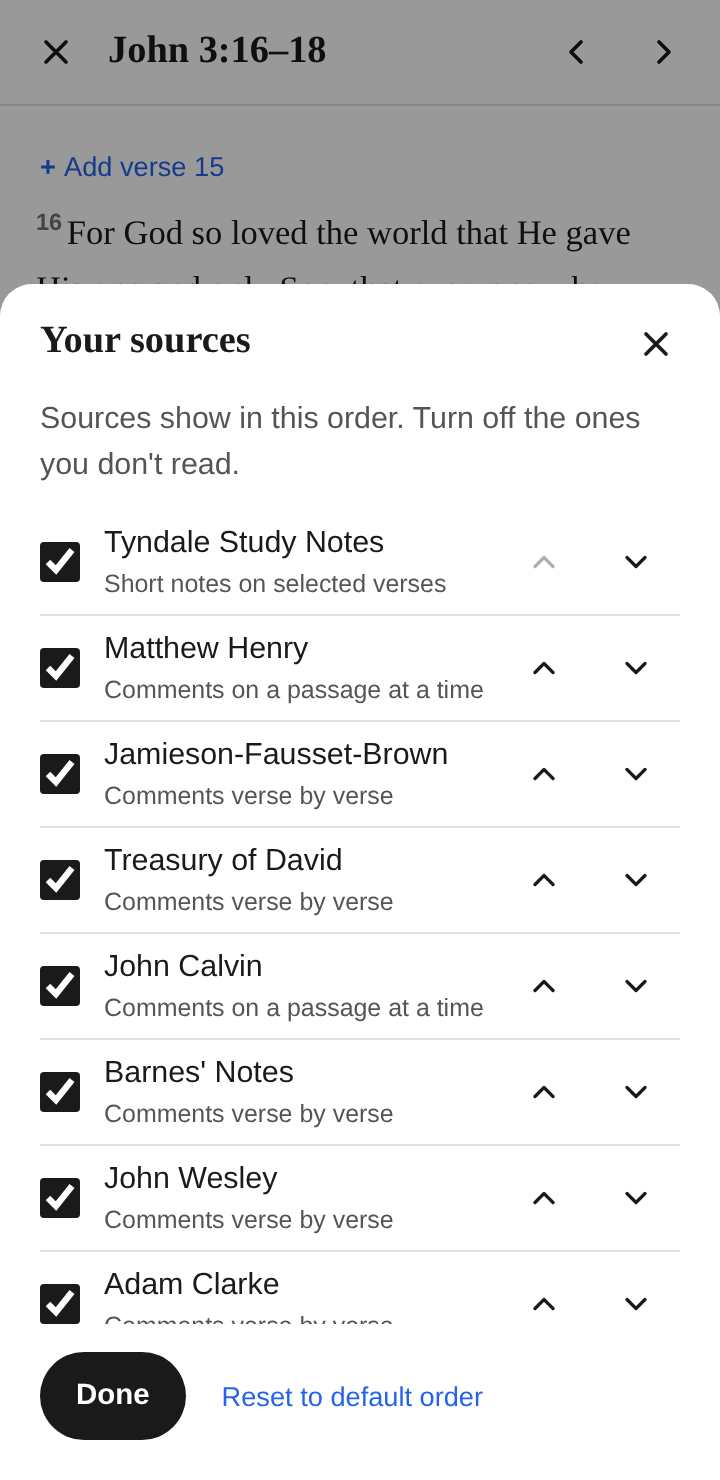 John 3:16–18
+ Add verse 15
16 For God so loved the world that He gave
Your sources
Sources show in this order. Turn off the ones
you don't read.
Tyndale Study Notes
Short notes on selected verses
Matthew Henry
Comments on a passage at a time
Jamieson-Fausset-Brown
Comments verse by verse
Treasury of David
Comments verse by verse
John Calvin
Comments on a passage at a time
Barnes' Notes
Comments verse by verse
John Wesley
Comments verse by verse
Adam Clarke
Comments verse by verse
Done
Reset to default order